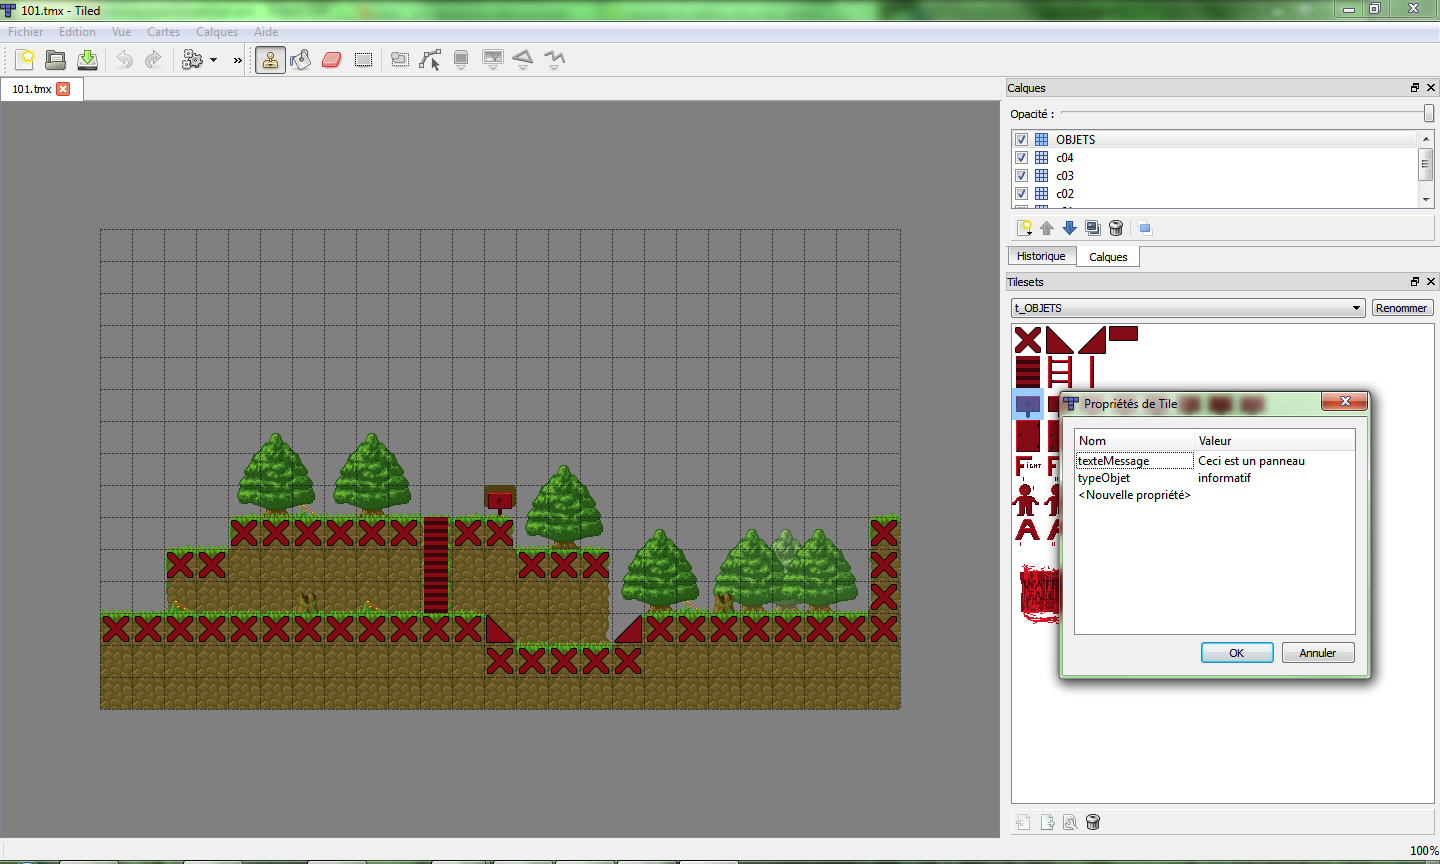 101.tmx - Tiled
Fichier Edition Vue Cartes Calques Aide
»
101.tmx
Calques
Opacité :
OBJETS
c04
c03
c02
Historique Calques
Tilesets
t_OBJETS Renommer
Propriétés de Tile
Nom Valeur
texteMessage Ceci est un panneau
typeObjet informatif
<Nouvelle propriété>
OK Annuler
FIGHT
A
100%